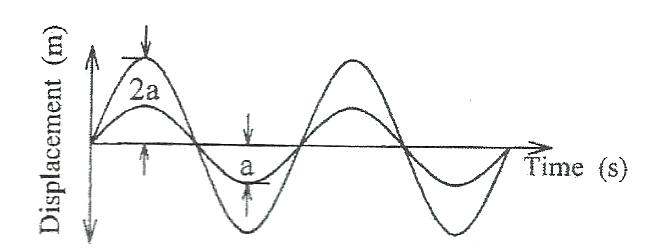 Displacement (m)
2a
a
Time (s)